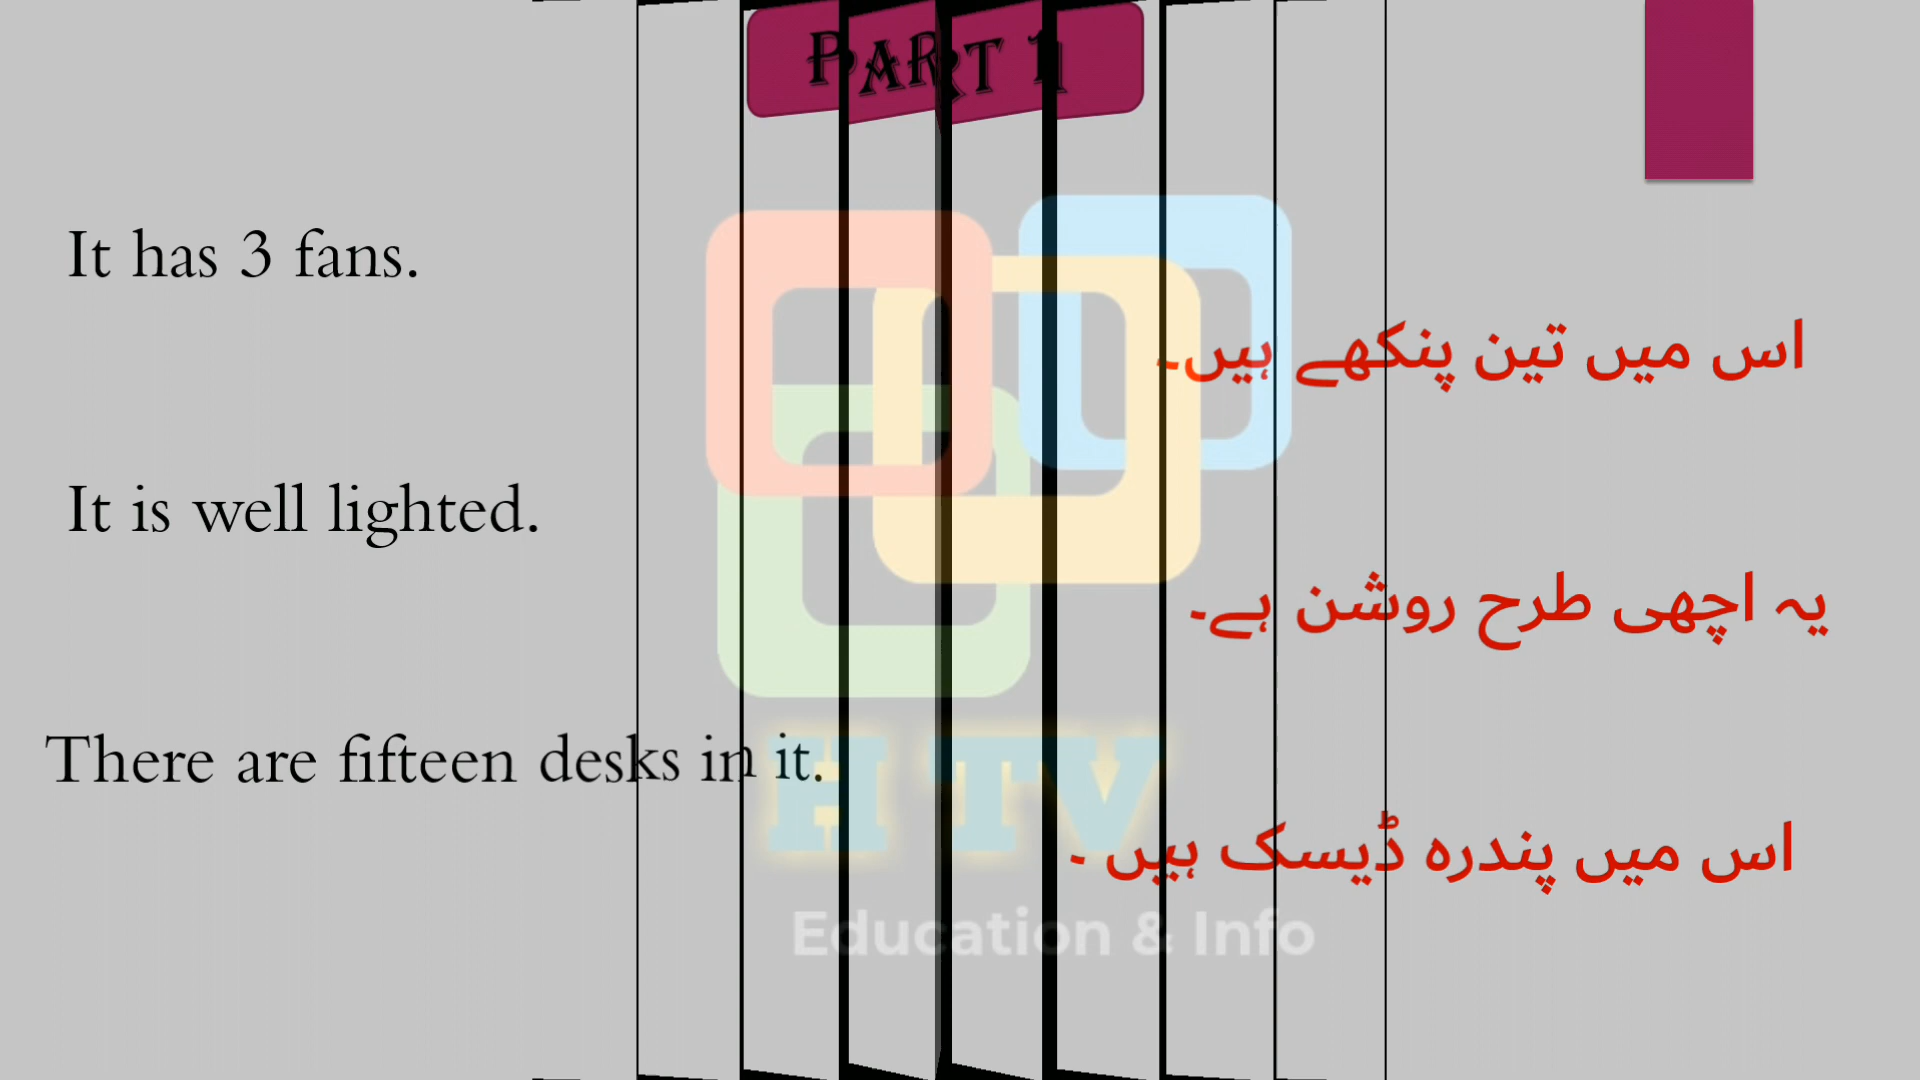 PART 1
It has 3 fans.
اس میں تین پنکھے ہیں۔
It is well lighted.
یہ اچھی طرح روشن ہے۔
There are fifteen desks in it.
اس میں پندرہ ڈیسک ہیں ۔
H TV
Education & Info